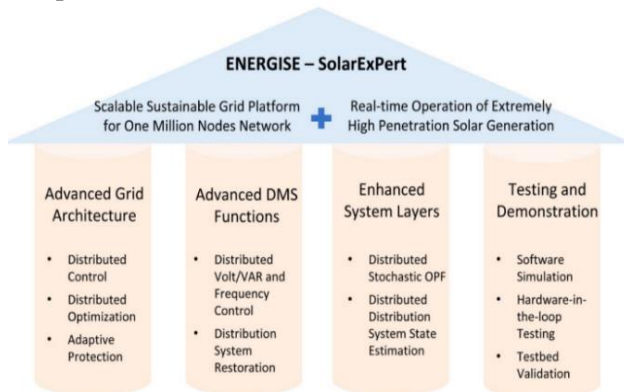 ENERGISE – SolarExPert
Scalable Sustainable Grid Platform
for One Million Nodes Network
+
Real-time Operation of Extremely
High Penetration Solar Generation
Advanced Grid
Architecture
• Distributed
Control
• Distributed
Optimization
• Adaptive
Protection
Advanced DMS
Functions
• Distributed
Volt/VAR and
Frequency
Control
• Distribution
System
Restoration
Enhanced
System Layers
• Distributed
Stochastic OPF
• Distributed
Distribution
System State
Estimation
Testing and
Demonstration
• Software
Simulation
• Hardware-in-
the-loop
Testing
• Testbed
Validation